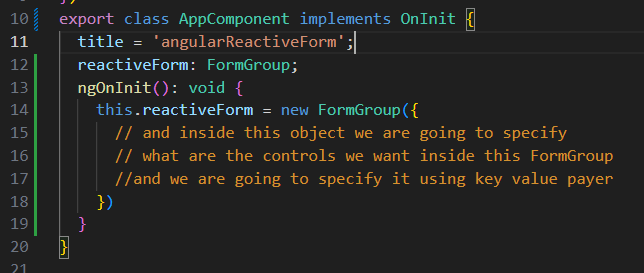 10 export class AppComponent implements OnInit {
11 title = 'angularReactiveForm';
12 reactiveForm: FormGroup;
13 ngOnInit(): void {
14 this.reactiveForm = new FormGroup({
15 // and inside this object we are going to specify
16 // what are the controls we want inside this FormGroup
17 //and we are going to specify it using key value payer
18 })
19 }
20 }
21